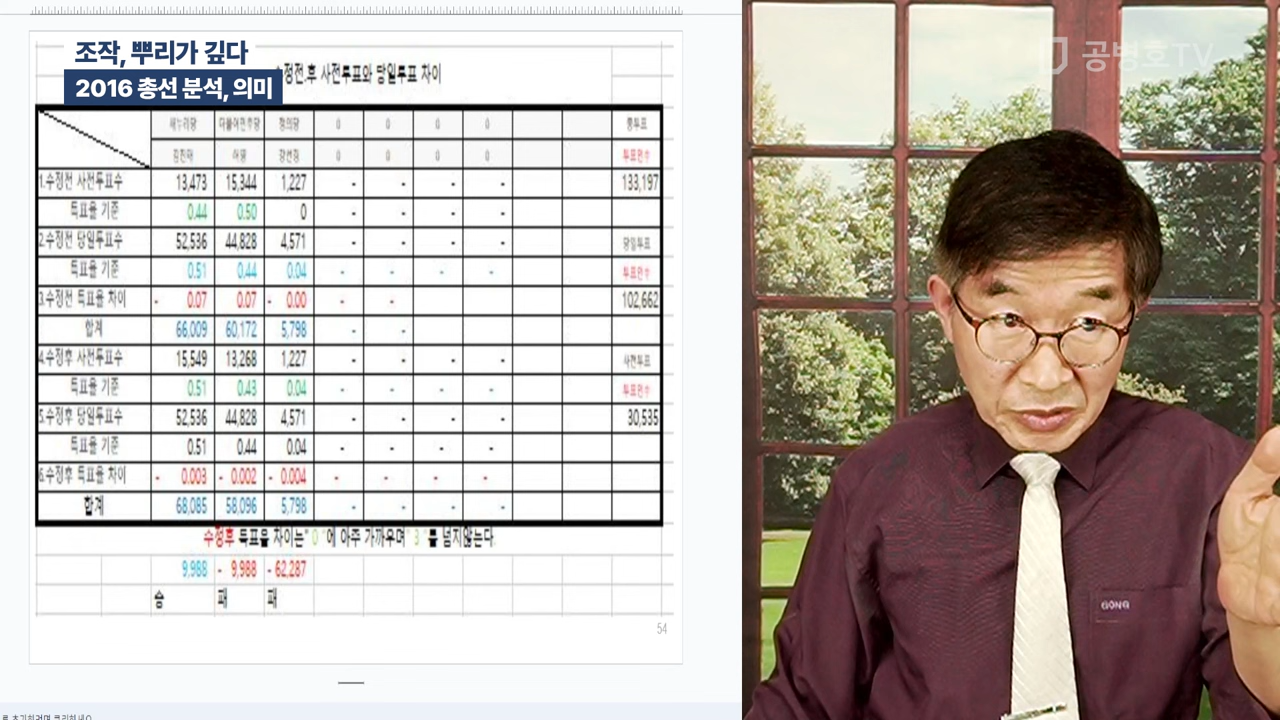 조작, 뿌리가 깊다
2016 총선 분석, 의미
수정전.후 사전투표와 당일투표 차이
공병호TV
새누리당 더불어민주당 정의당 0 0 0 0 총투표
김진태 허영 강선경 0 0 0 0 투표인수
1.수정전 사전투표수 13,473 15,344 1,227 - - - - 133,197
득표율 기준 0.44 0.50 0 - - - -
2.수정전 당일투표수 52,536 44,828 4,571 - - - - 당일투표
득표율 기준 0.51 0.44 0.04 - - - - 투표인수
3.수정전 득표율 차이 - 0.07 0.07 - 0.00 - - 102,662
합계 66,009 60,172 5,798 - -
4.수정후 사전투표수 15,549 13,268 1,227 - - - - 사전투표
득표율 기준 0.51 0.43 0.04 - - - - 투표인수
5.수정후 당일투표수 52,536 44,828 4,571 - - - - 30,535
득표율 기준 0.51 0.44 0.04 - - - -
6.수정후 득표율 차이 - 0.003 - 0.002 - 0.004 - - - -
합계 68,085 58,096 5,798 - - - -
수정후 득표율 차이는" 0 "에 아주 가까우며" 3 "를 넘지않는다.
9,988 - 9,988 - 62,287
승 패 패
54
GONG